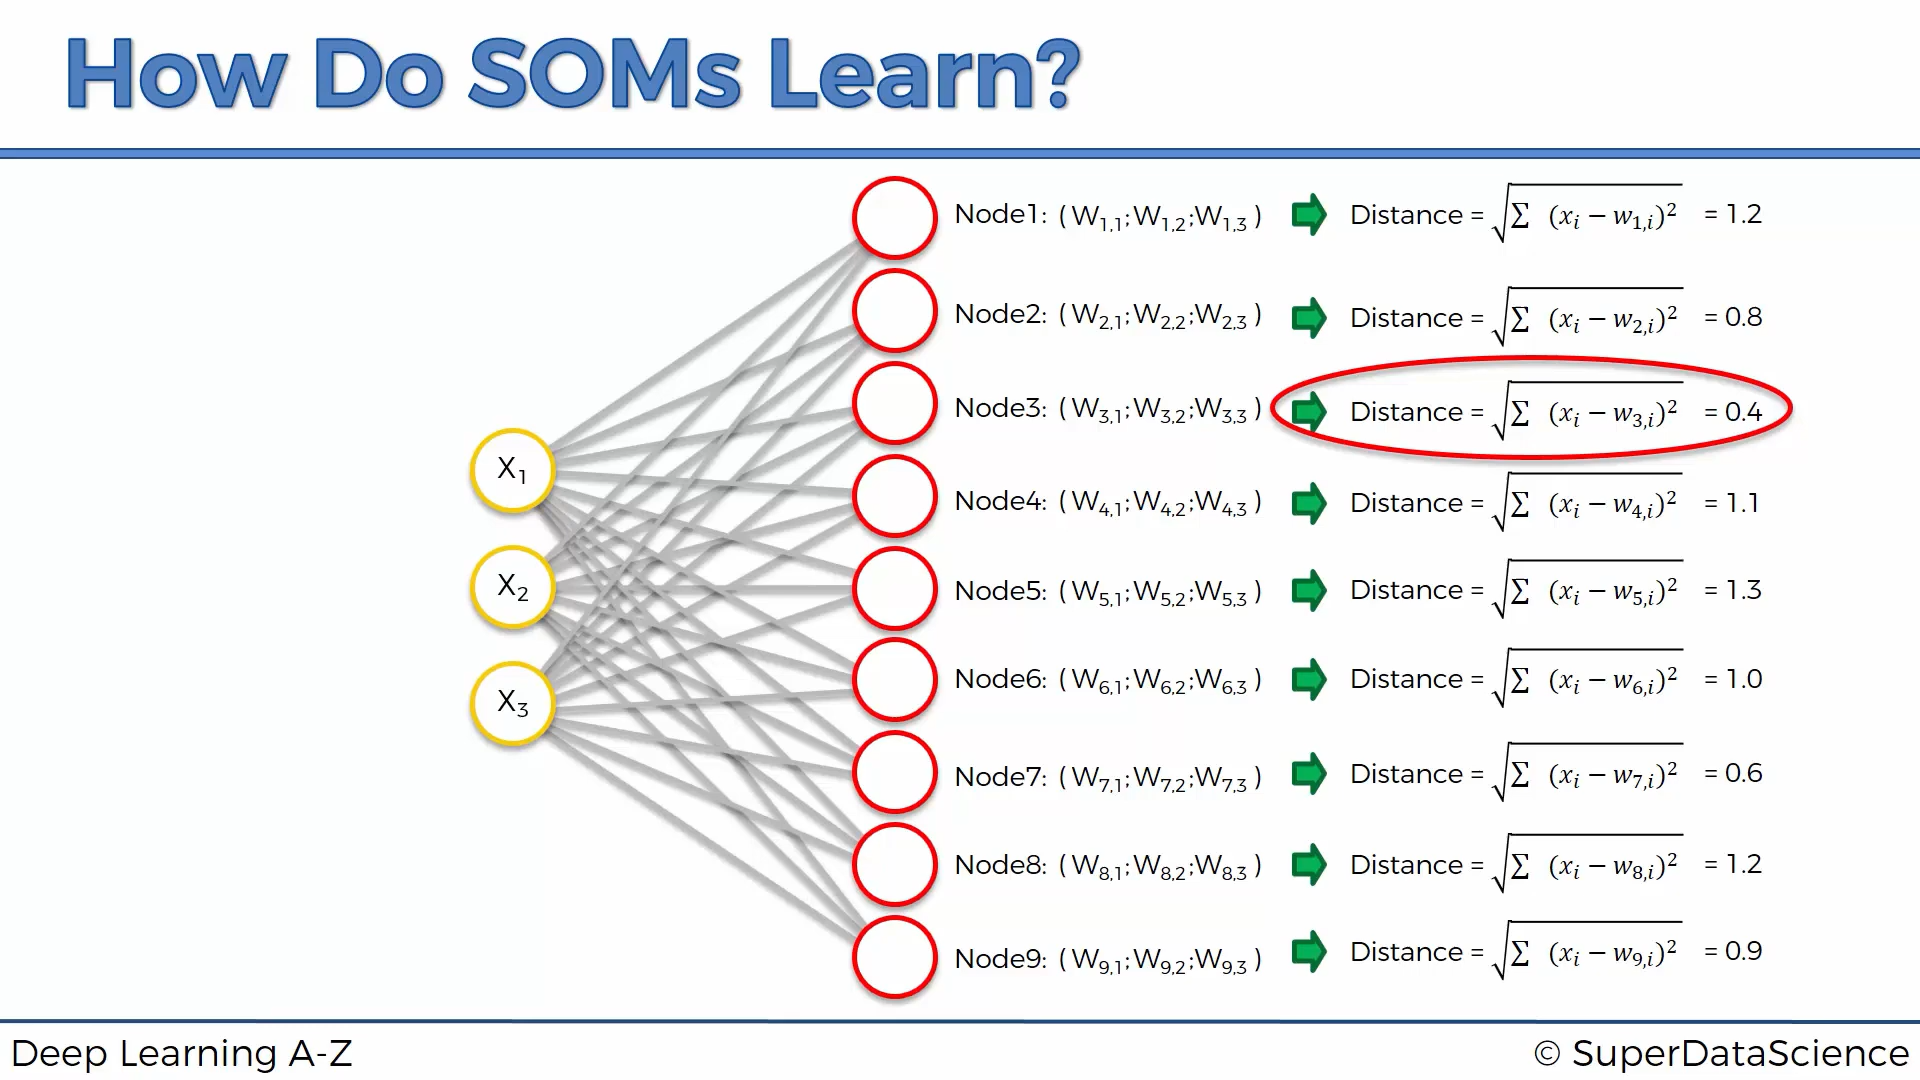 How Do SOMs Learn?
Node1: (W1,1;W1,2;W1,3 ) Distance = √Σ (xi − w1,i)² = 1.2
Node2: (W2,1;W2,2;W2,3 ) Distance = √Σ (xi − w2,i)² = 0.8
Node3: (W3,1;W3,2;W3,3 ) Distance = √Σ (xi − w3,i)² = 0.4
X1
Node4: (W4,1;W4,2;W4,3 ) Distance = √Σ (xi − w4,i)² = 1.1
X2
Node5: (W5,1;W5,2;W5,3 ) Distance = √Σ (xi − w5,i)² = 1.3
Node6: (W6,1;W6,2;W6,3 ) Distance = √Σ (xi − w6,i)² = 1.0
X3
Node7: (W7,1;W7,2;W7,3 ) Distance = √Σ (xi − w7,i)² = 0.6
Node8: (W8,1;W8,2;W8,3 ) Distance = √Σ (xi − w8,i)² = 1.2
Node9: (W9,1;W9,2;W9,3 ) Distance = √Σ (xi − w9,i)² = 0.9
Deep Learning A-Z
© SuperDataScience